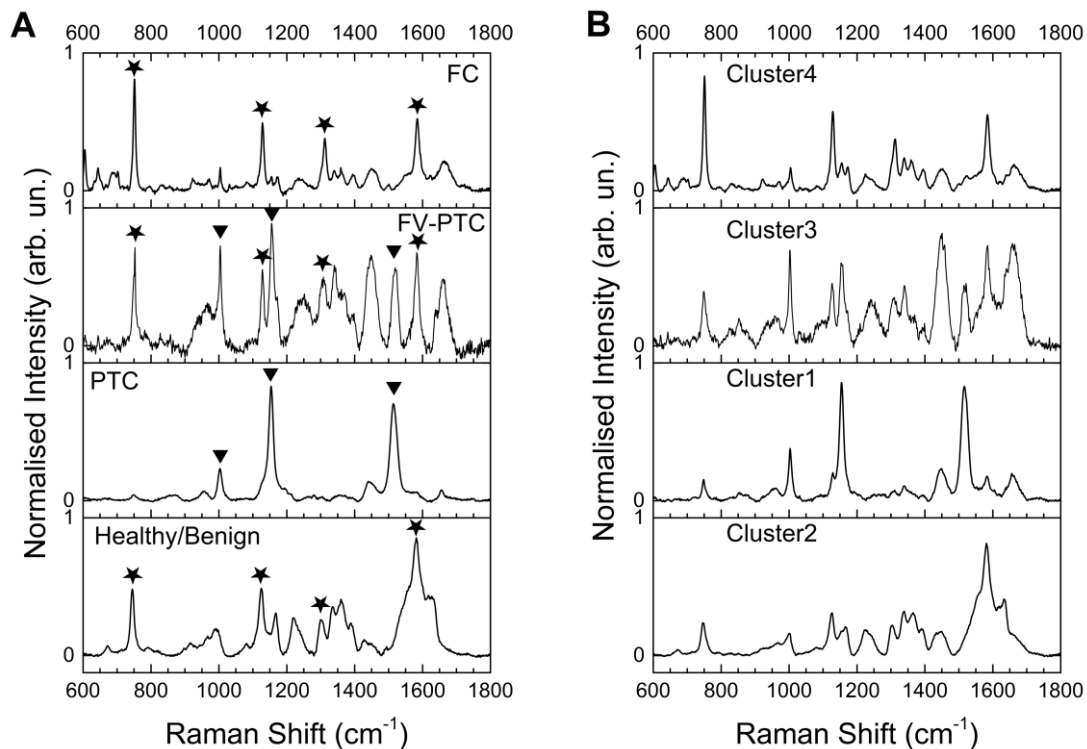 A
B
600 800 1000 1200 1400 1600 1800
600 800 1000 1200 1400 1600 1800
Normalised Intensity (arb. un.)
1
FC
0
1
FV-PTC
0
1
PTC
0
1
Healthy/Benign
0
600 800 1000 1200 1400 1600 1800
Raman Shift (cm⁻¹)
Normalised Intensity (arb. un.)
1
Cluster4
0
1
Cluster3
0
1
Cluster1
0
1
Cluster2
0
600 800 1000 1200 1400 1600 1800
Raman Shift (cm⁻¹)